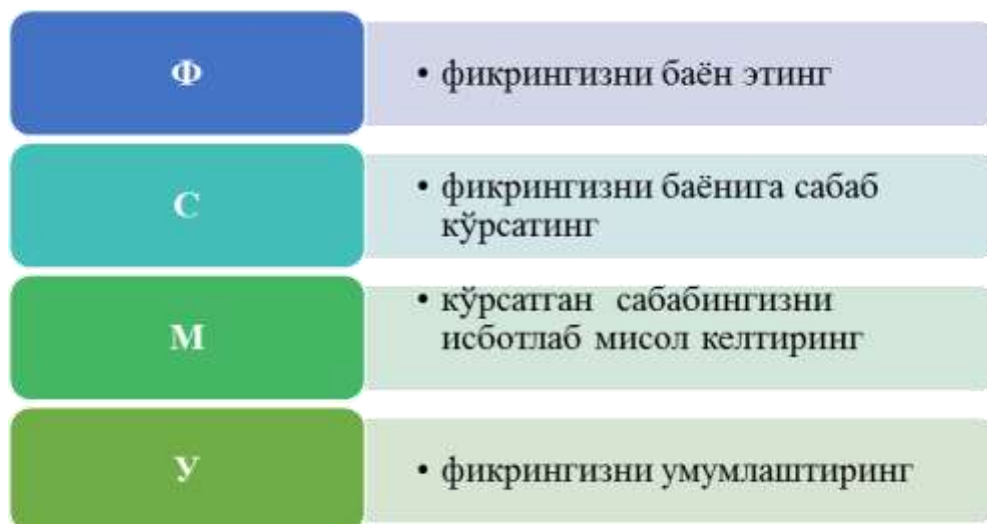 Ф
• фикрингизни баён этинг
С
• фикрингизни баёнига сабаб
кўрсатинг
М
• кўрсатган сабабингизни
исботлаб мисол келтиринг
У
• фикрингизни умумлаштиринг